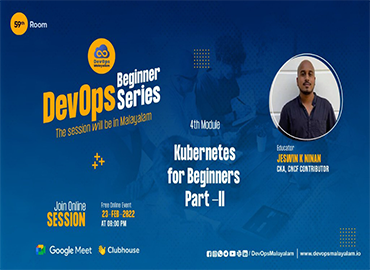 59th Room
DevOps
Malayalam
DevOps
Beginner
Series
The session will be in Malayalam
4th Module
Kubernetes
for Beginners
Part -II
Educator
JESWIN K NINAN
CKA, CNCF CONTRIBUTOR
Join Online
SESSION
Free Online Event
23 - FEB - 2022
AT 09:00 PM
Google Meet
Clubhouse
/ DevOpsMalayalam
www.devopsmalayalam.io